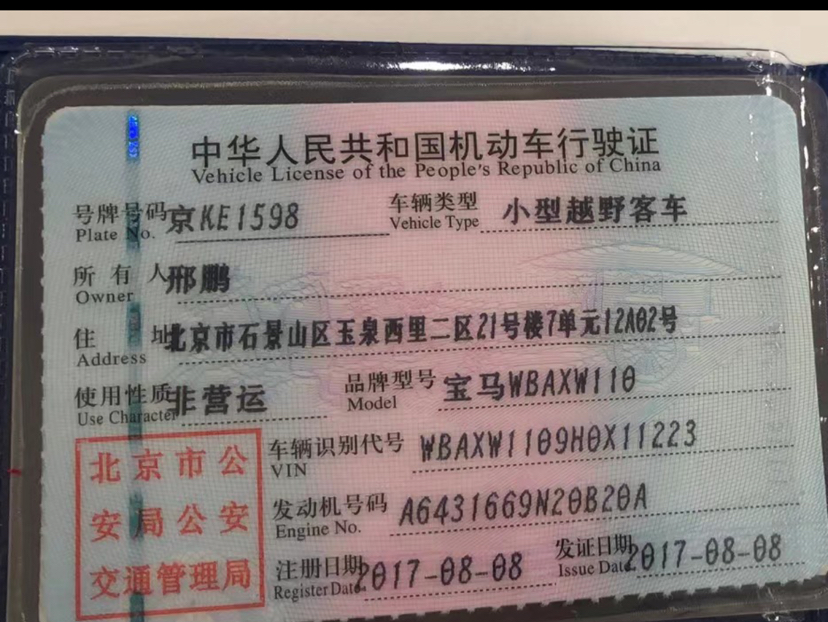 中华人民共和国机动车行驶证
Vehicle License of the People's Republic of China
号牌号码 京KE1598 车辆类型 小型越野客车
Plate No. Vehicle Type
所有人 邢鹏
Owner
住址 北京市石景山区玉泉西里二区21号楼7单元12A02号
Address
使用性质 非营运 品牌型号 宝马WBAXW110
Use Character Model
车辆识别代号 WBAXW1109H0X11223
VIN
发动机号码 A6431669N20B20A
Engine No.
注册日期 2017-08-08 发证日期 2017-08-08
Register Date Issue Date
北京市公
安局公安
交通管理局